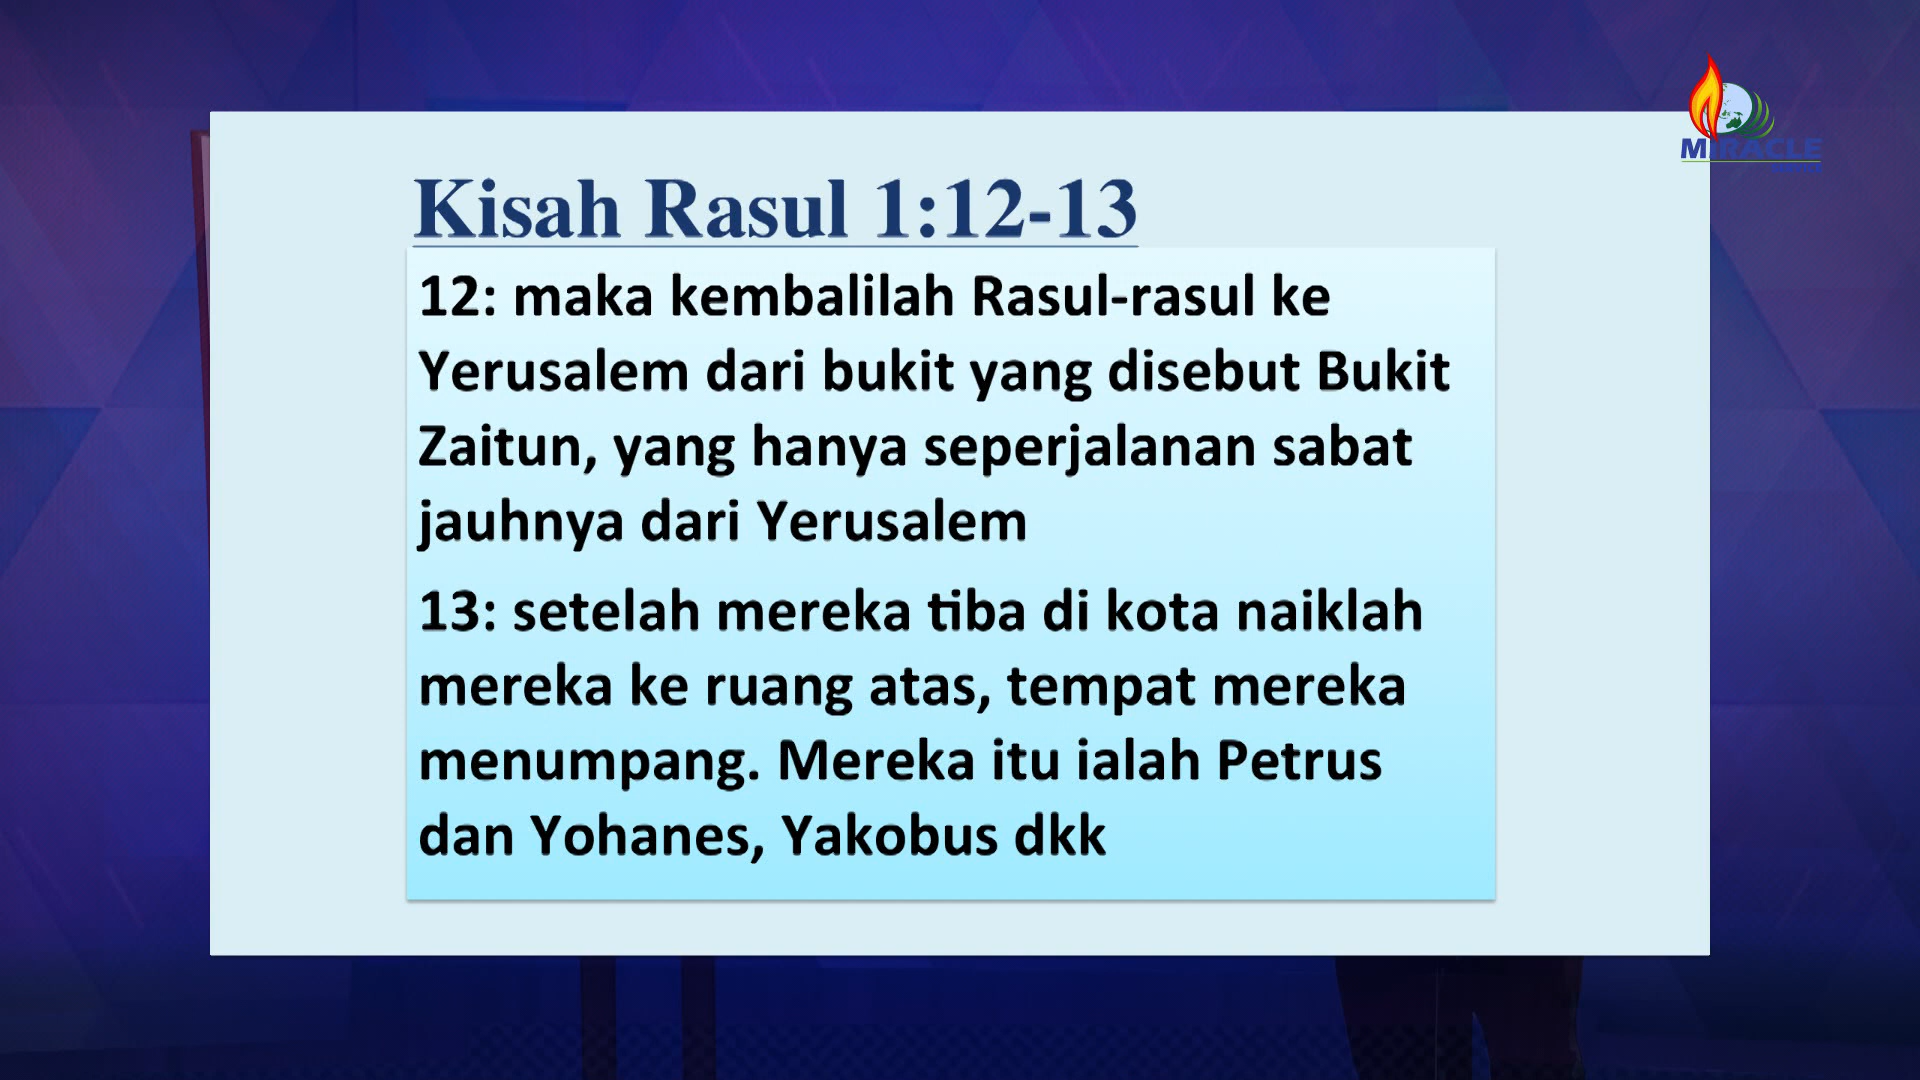 MiRACLE
Kisah Rasul 1:12-13
12: maka kembalilah Rasul-rasul ke
Yerusalem dari bukit yang disebut Bukit
Zaitun, yang hanya seperjalanan sabat
jauhnya dari Yerusalem
13: setelah mereka tiba di kota naiklah
mereka ke ruang atas, tempat mereka
menumpang. Mereka itu ialah Petrus
dan Yohanes, Yakobus dkk